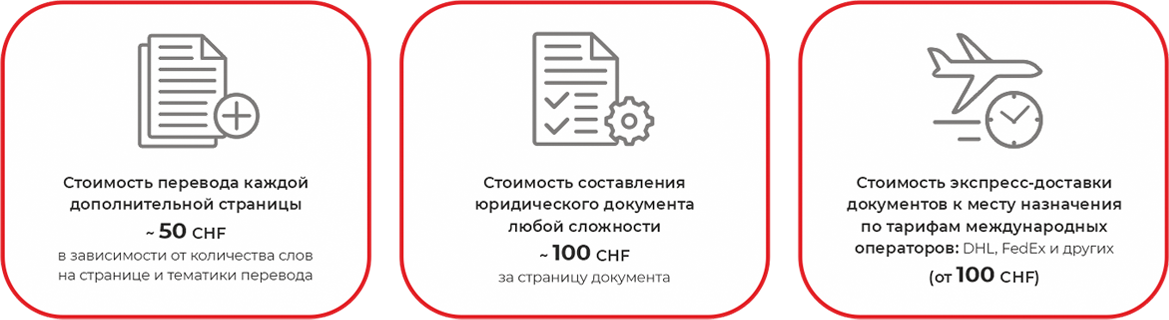 Стоимость перевода каждой
дополнительной страницы
~ 50 CHF
в зависимости от количества слов
на странице и тематики перевода
Стоимость составления
юридического документа
любой сложности
~ 100 CHF
за страницу документа
Стоимость экспресс-доставки
документов к месту назначения
по тарифам международных
операторов: DHL, FedEx и других
(от 100 CHF)